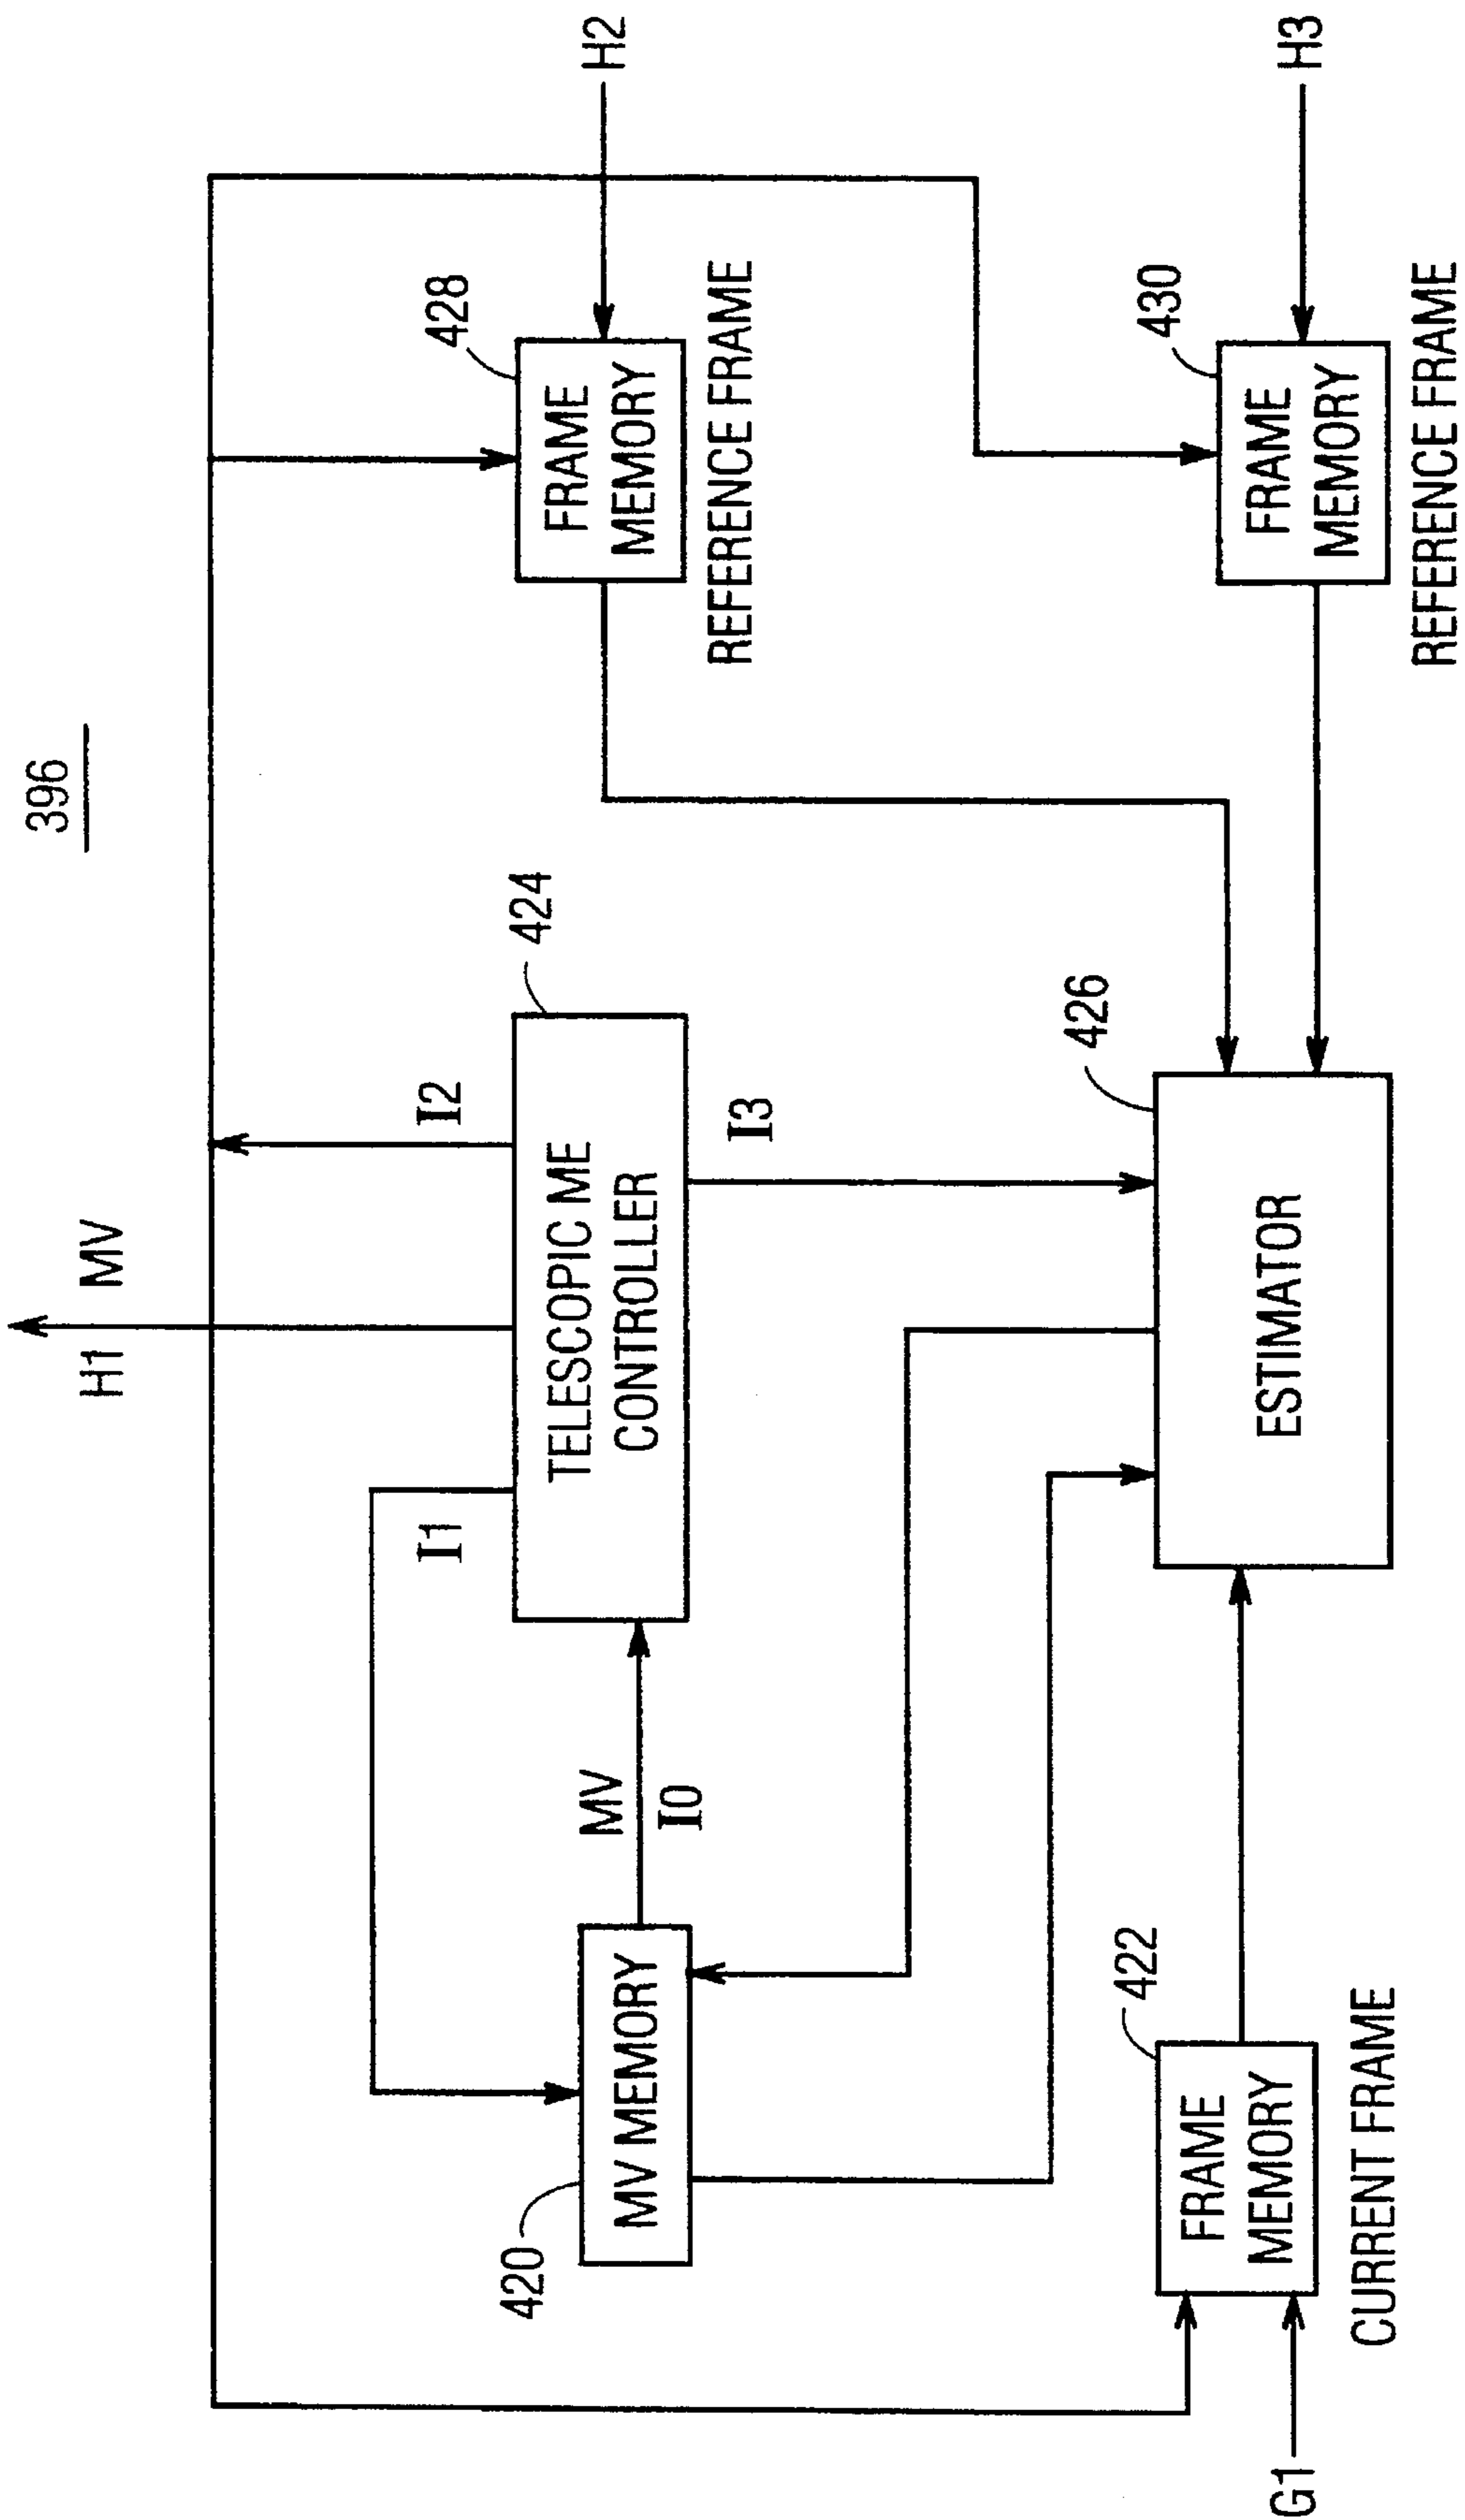 396
H1 MV
I1
I2
424
TELESCOPIC ME
CONTROLLER
I3
MV
I0
420
MV MEMORY
428
H2
FRAME
MEMORY
REFERENCE FRAME
426
ESTIMATOR
422
FRAME
MEMORY
CURRENT FRAME
G1
430
H3
FRAME
MEMORY
REFERENCE FRAME